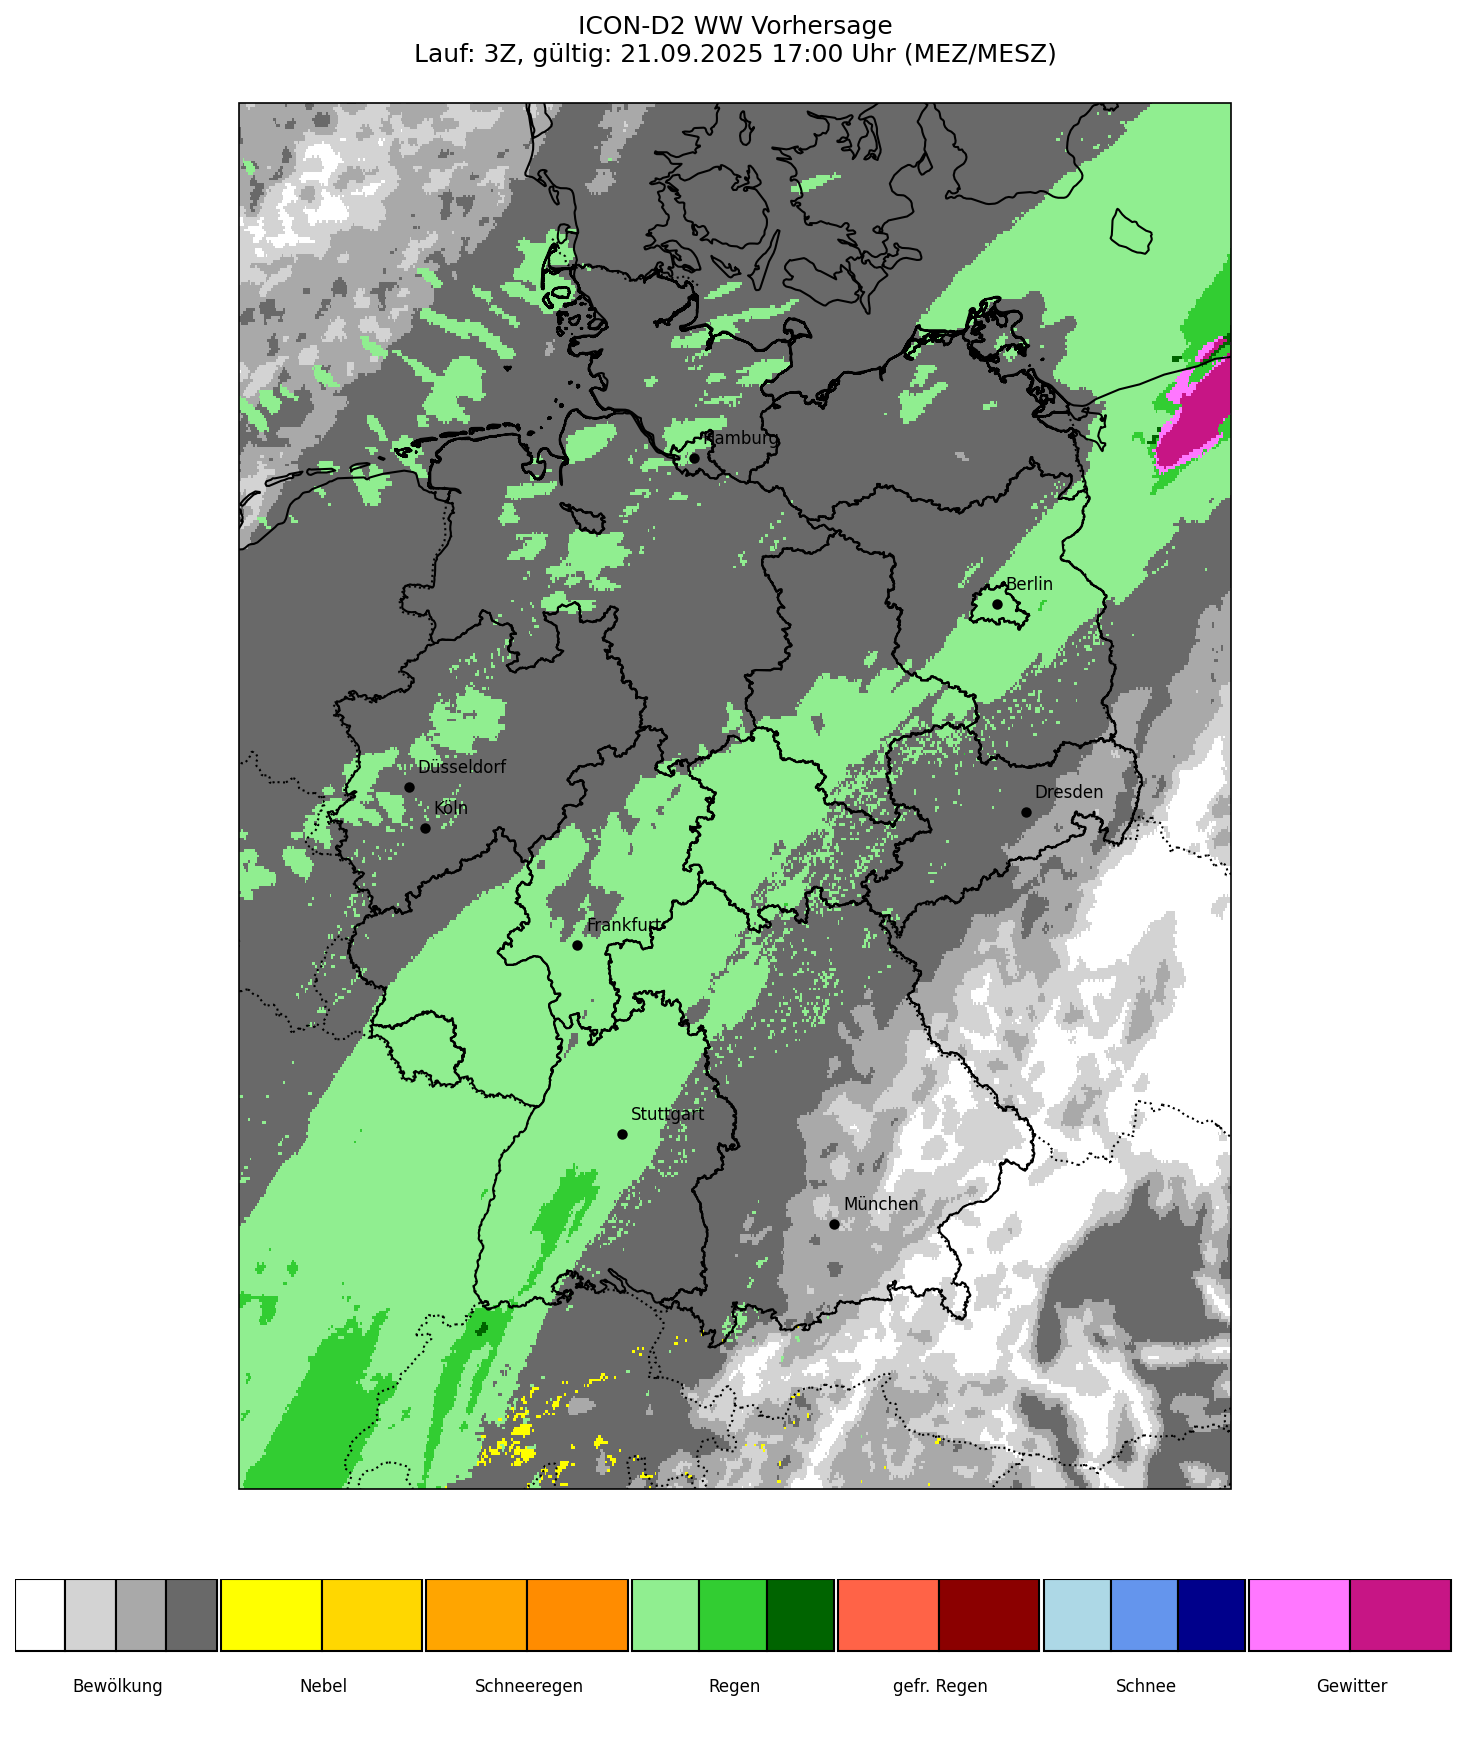 ICON-D2 WW Vorhersage
Lauf: 3Z, gültig: 21.09.2025 17:00 Uhr (MEZ/MESZ)
Hamburg
Berlin
Düsseldorf
Köln
Dresden
Frankfurt
Stuttgart
München
Bewölkung
Nebel
Schneeregen
Regen
gefr. Regen
Schnee
Gewitter